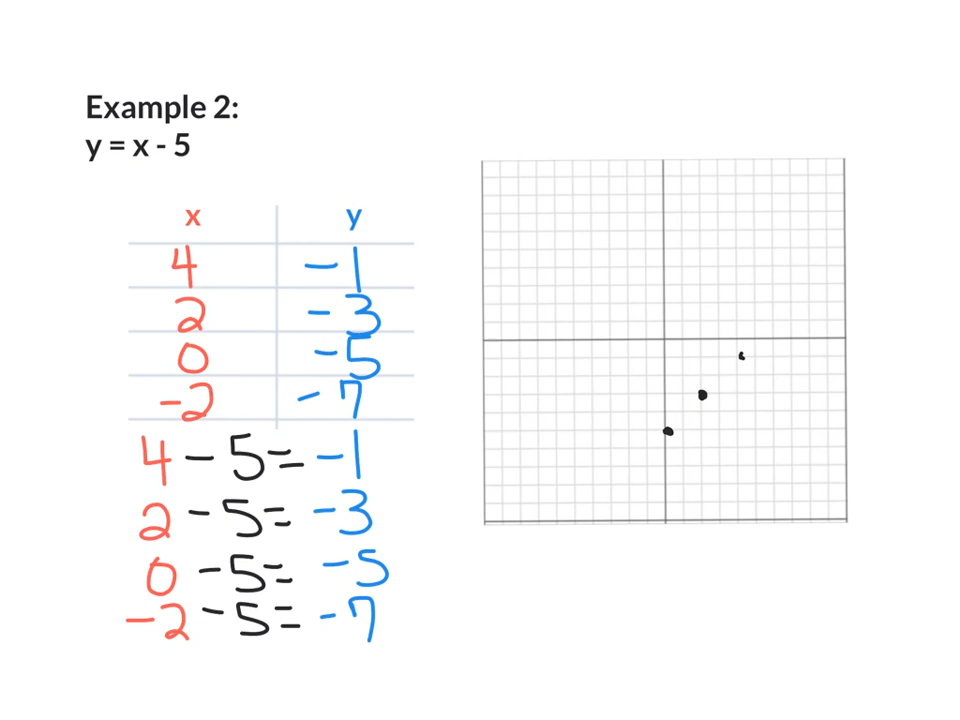 Example 2:
y = x - 5
x y
4 -1
2 -3
0 -5
-2 -7
4 - 5 = -1
2 - 5 = -3
0 - 5 = -5
-2 - 5 = -7